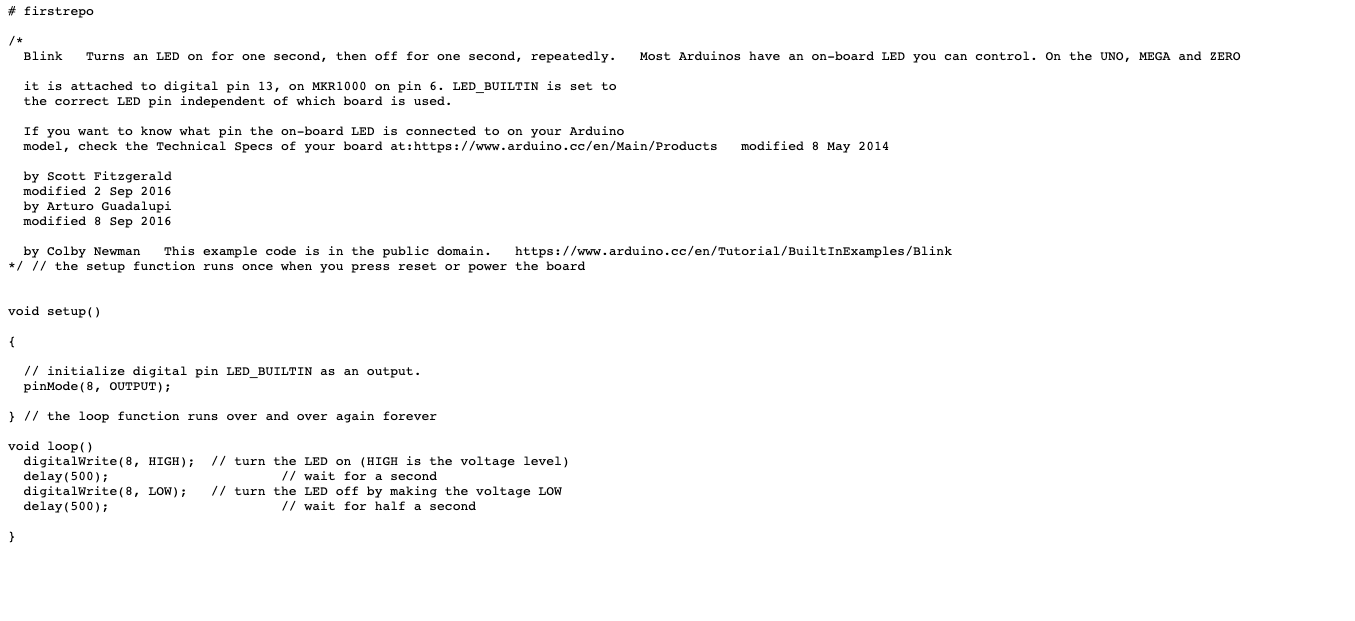 # firstrepo
/*
  Blink   Turns an LED on for one second, then off for one second, repeatedly.   Most Arduinos have an on-board LED you can control. On the UNO, MEGA and ZERO
  it is attached to digital pin 13, on MKR1000 on pin 6. LED_BUILTIN is set to
  the correct LED pin independent of which board is used.
  If you want to know what pin the on-board LED is connected to on your Arduino
  model, check the Technical Specs of your board at:https://www.arduino.cc/en/Main/Products   modified 8 May 2014
  by Scott Fitzgerald
  modified 2 Sep 2016
  by Arturo Guadalupi
  modified 8 Sep 2016
  by Colby Newman   This example code is in the public domain.   https://www.arduino.cc/en/Tutorial/BuiltInExamples/Blink
*/ // the setup function runs once when you press reset or power the board
void setup()
{
  // initialize digital pin LED_BUILTIN as an output.
  pinMode(8, OUTPUT);
} // the loop function runs over and over again forever
void loop()
  digitalWrite(8, HIGH);  // turn the LED on (HIGH is the voltage level)
  delay(500);                      // wait for a second
  digitalWrite(8, LOW);   // turn the LED off by making the voltage LOW
  delay(500);                      // wait for half a second
}